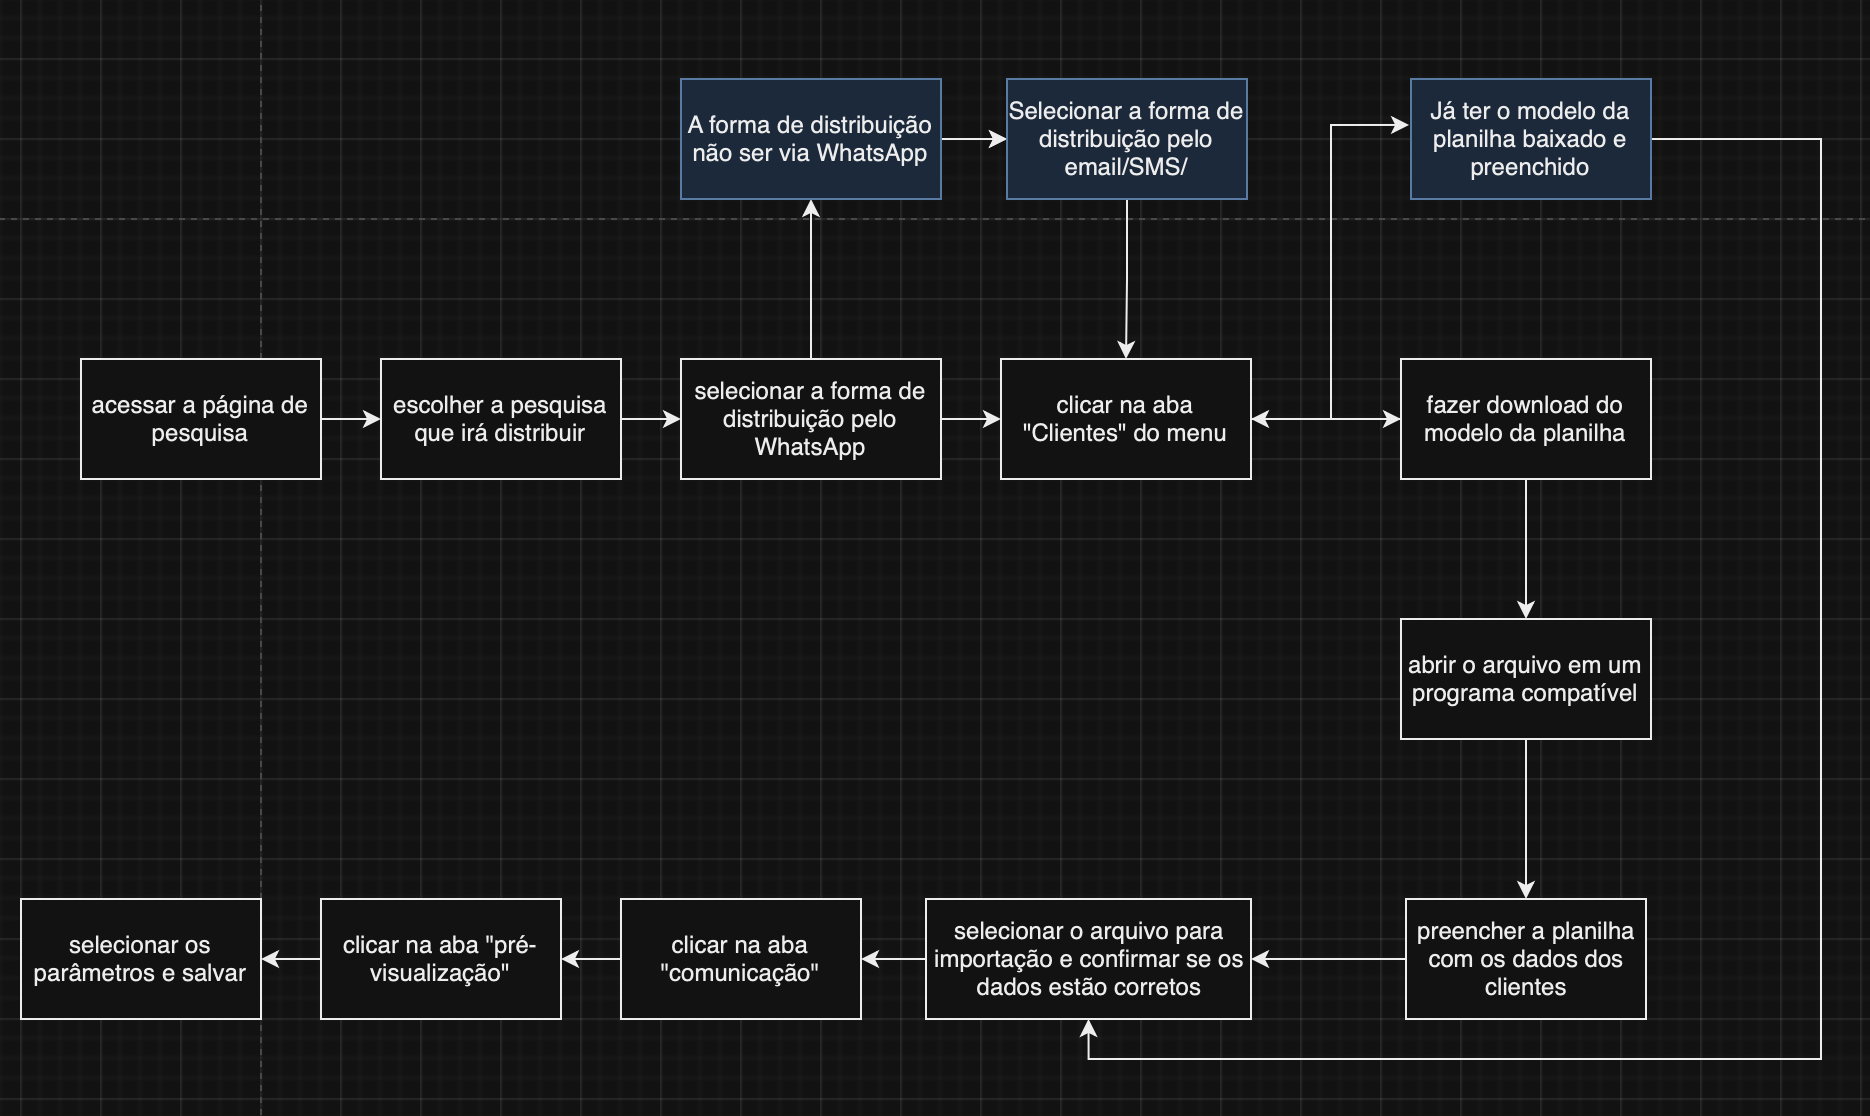 A forma de distribuição
não ser via WhatsApp
Selecionar a forma de
distribuição pelo
email/SMS/
Já ter o modelo da
planilha baixado e
preenchido
acessar a página de
pesquisa
escolher a pesquisa
que irá distribuir
selecionar a forma de
distribuição pelo
WhatsApp
clicar na aba
"Clientes" do menu
fazer download do
modelo da planilha
abrir o arquivo em um
programa compatível
selecionar os
parâmetros e salvar
clicar na aba "pré-
visualização"
clicar na aba
"comunicação"
selecionar o arquivo para
importação e confirmar se os
dados estão corretos
preencher a planilha
com os dados dos
clientes